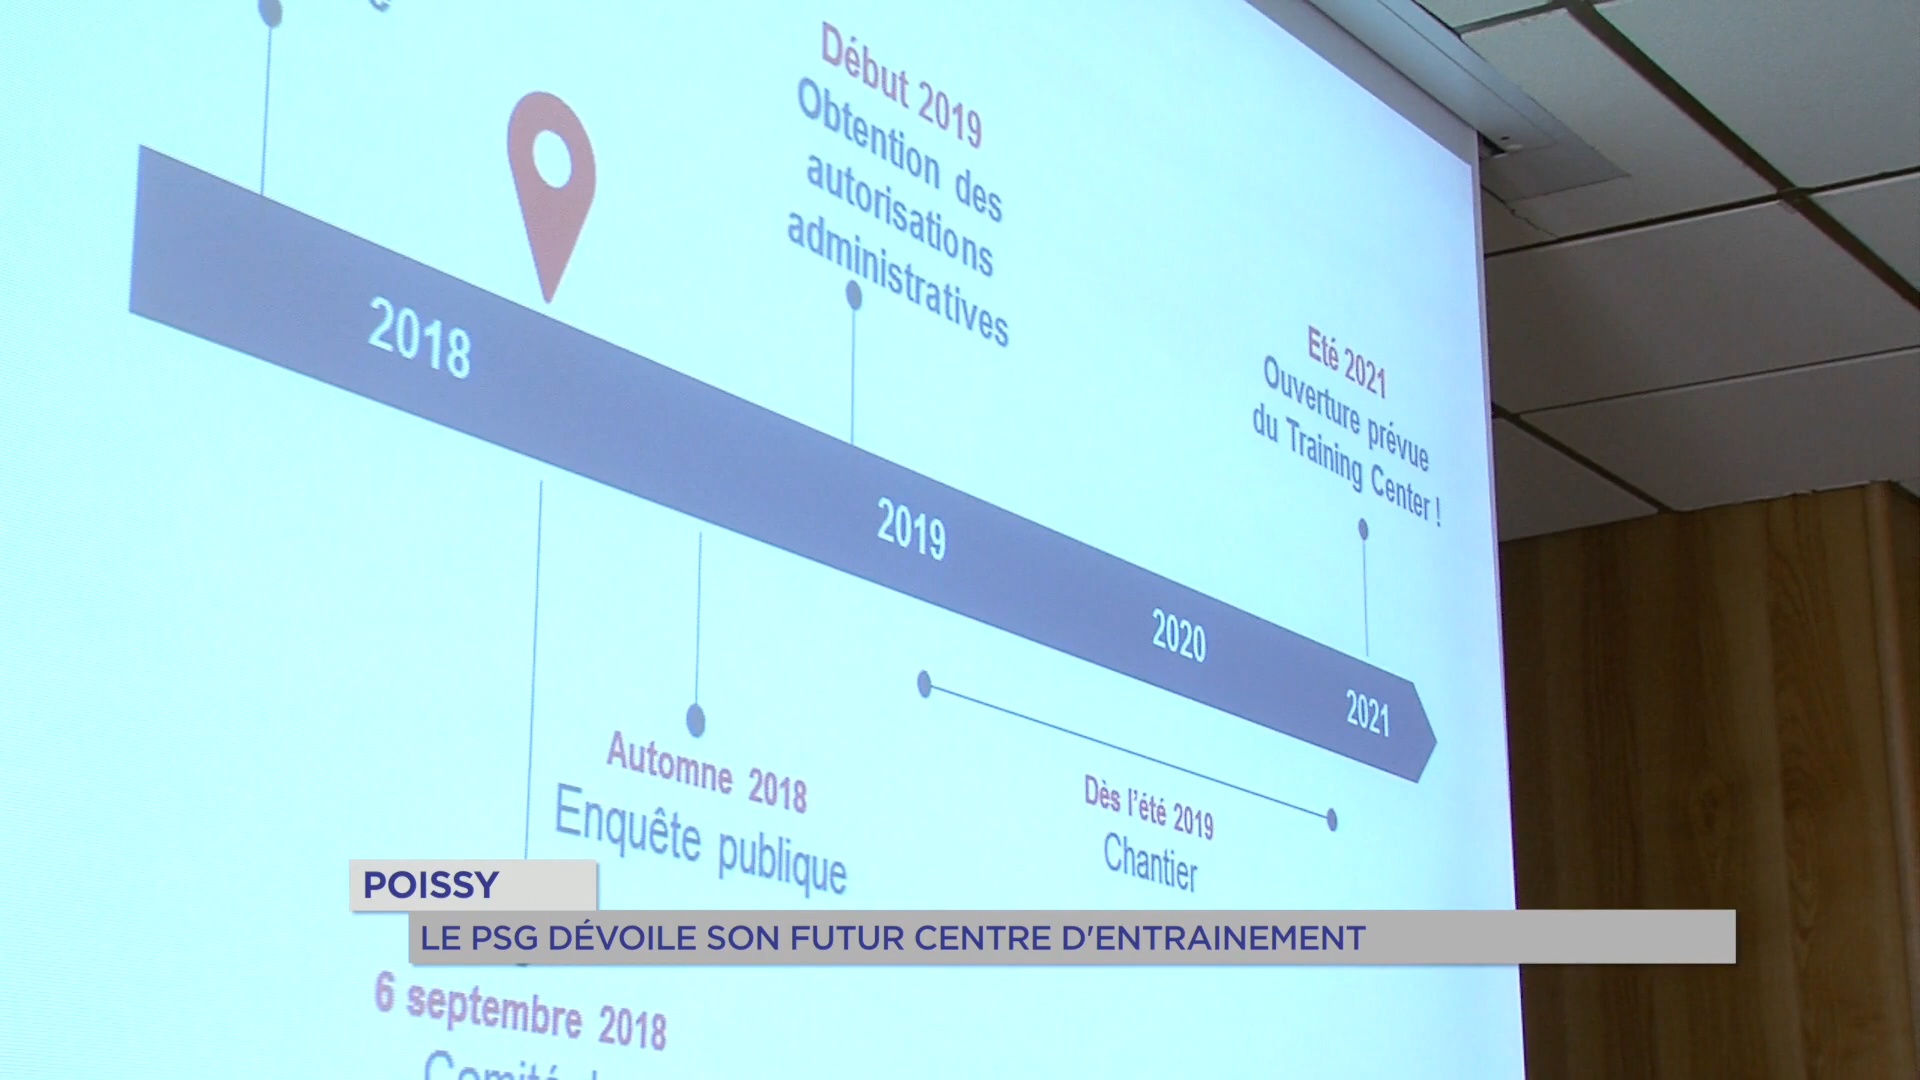 Début 2019
Obtention des
autorisations
administratives
2018
Eté 2021
Ouverture prévue
du Training Center !
2019
2020
2021
Automne 2018
Enquête publique
Dès l'été 2019
Chantier
POISSY
LE PSG DÉVOILE SON FUTUR CENTRE D'ENTRAINEMENT
6 septembre 2018
Comité